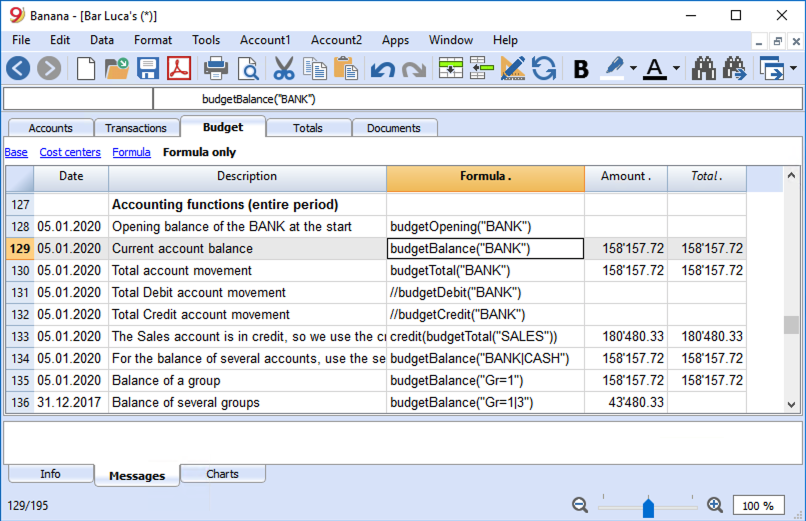 Banana - [Bar Luca's (*)]
File Edit Data Format Tools Account1 Account2 Apps Window Help
B A
budgetBalance("BANK")
Accounts Transactions Budget Totals Documents
Base Cost centers Formula Formula only
Date Description Formula . Amount . Total .
127 Accounting functions (entire period)
128 05.01.2020 Opening balance of the BANK at the start budgetOpening("BANK")
129 05.01.2020 Current account balance budgetBalance("BANK") 158'157.72 158'157.72
130 05.01.2020 Total account movement budgetTotal("BANK") 158'157.72 158'157.72
131 05.01.2020 Total Debit account movement //budgetDebit("BANK")
132 05.01.2020 Total Credit account movement //budgetCredit("BANK")
133 05.01.2020 The Sales account is in credit, so we use the cr credit(budgetTotal("SALES")) 180'480.33 180'480.33
134 05.01.2020 For the balance of several accounts, use the se budgetBalance("BANK|CASH") 158'157.72 158'157.72
135 05.01.2020 Balance of a group budgetBalance("Gr=1") 158'157.72 158'157.72
136 31.12.2017 Balance of several groups budgetBalance("Gr=1|3") 43'480.33
Info Messages Charts
129/195 100 %